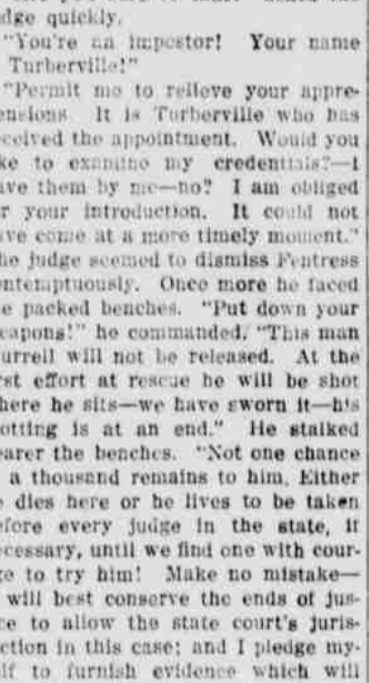 dge quickly.
"You're an impostor! Your name
Turberville!"
"Permit me to relieve your appre-
ensions. It is Turberville who has
ceived the appointment. Would you
ke to examine my credentials?—I
ave them by me—no? I am obliged
r your introduction. It could not
ve come at a more timely moment."
he judge seemed to dismiss Fentress
ontemptuously. Once more he faced
e packed benches. "Put down your
eapons!" he commanded. "This man
urrell will not be released. At the
rst effort at rescue he will be shot
here he sits—we have sworn it—his
otting is at an end." He stalked
earer the benches. "Not one chance
a thousand remains to him. Either
e dies here or he lives to be taken
efore every judge in the state, if
ecessary, until we find one with cour-
ge to try him! Make no mistake—
will best conserve the ends of jus-
ce to allow the state court's juris-
ction in this case; and I pledge my-
lf to furnish evidence which will